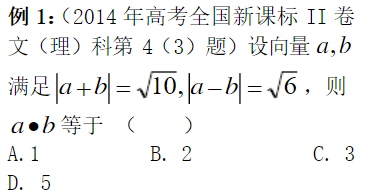 例 1:(2014 年高考全国新课标 II 卷
文（理）科第 4（3）题）设向量 a,b
满足|a+b|=√10,|a−b|=√6，则
a•b 等于 （    ）
A.1    B. 2    C. 3
D. 5